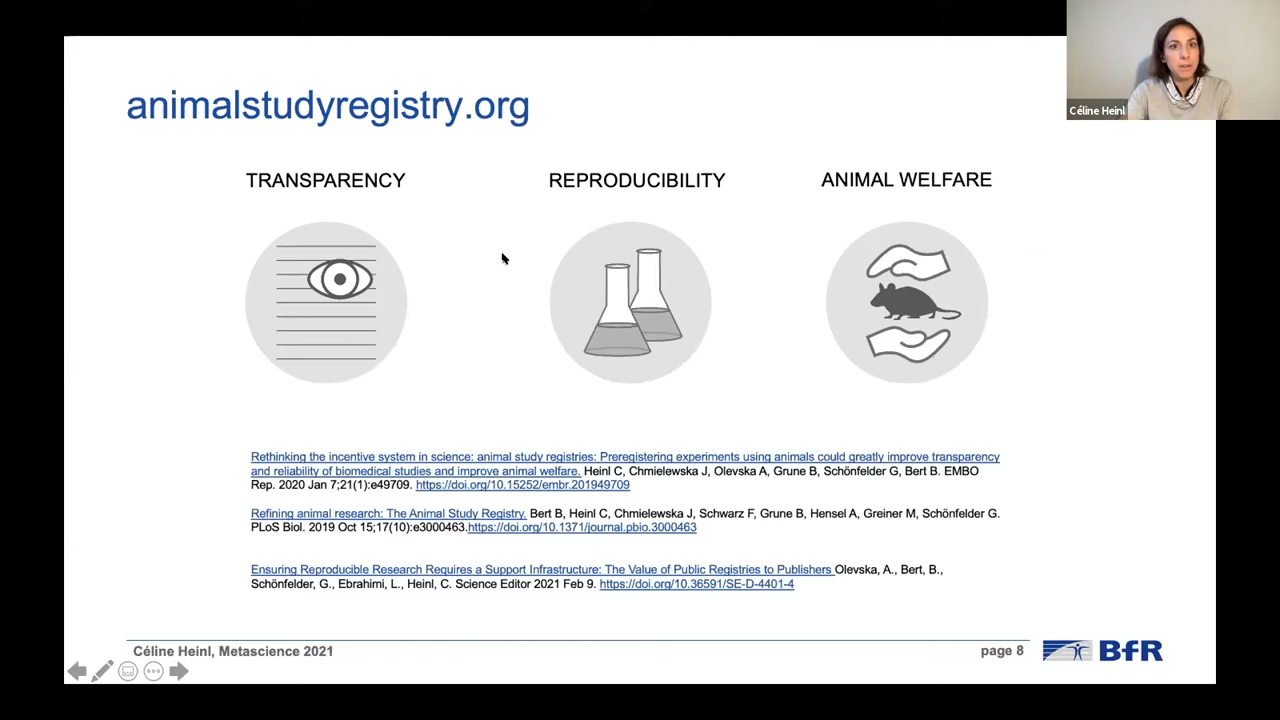 animalstudyregistry.org
Céline Heinl
TRANSPARENCY
REPRODUCIBILITY
ANIMAL WELFARE
Rethinking the incentive system in science: animal study registries: Preregistering experiments using animals could greatly improve transparency
and reliability of biomedical studies and improve animal welfare. Heinl C, Chmielewska J, Olevska A, Grune B, Schönfelder G, Bert B. EMBO
Rep. 2020 Jan 7;21(1):e49709. https://doi.org/10.15252/embr.201949709
Refining animal research: The Animal Study Registry. Bert B, Heinl C, Chmielewska J, Schwarz F, Grune B, Hensel A, Greiner M, Schönfelder G.
PLoS Biol. 2019 Oct 15;17(10):e3000463.https://doi.org/10.1371/journal.pbio.3000463
Ensuring Reproducible Research Requires a Support Infrastructure: The Value of Public Registries to Publishers Olevska, A., Bert, B.,
Schönfelder, G., Ebrahimi, L., Heinl, C. Science Editor 2021 Feb 9. https://doi.org/10.36591/SE-D-4401-4
Céline Heinl, Metascience 2021
page 8
BfR